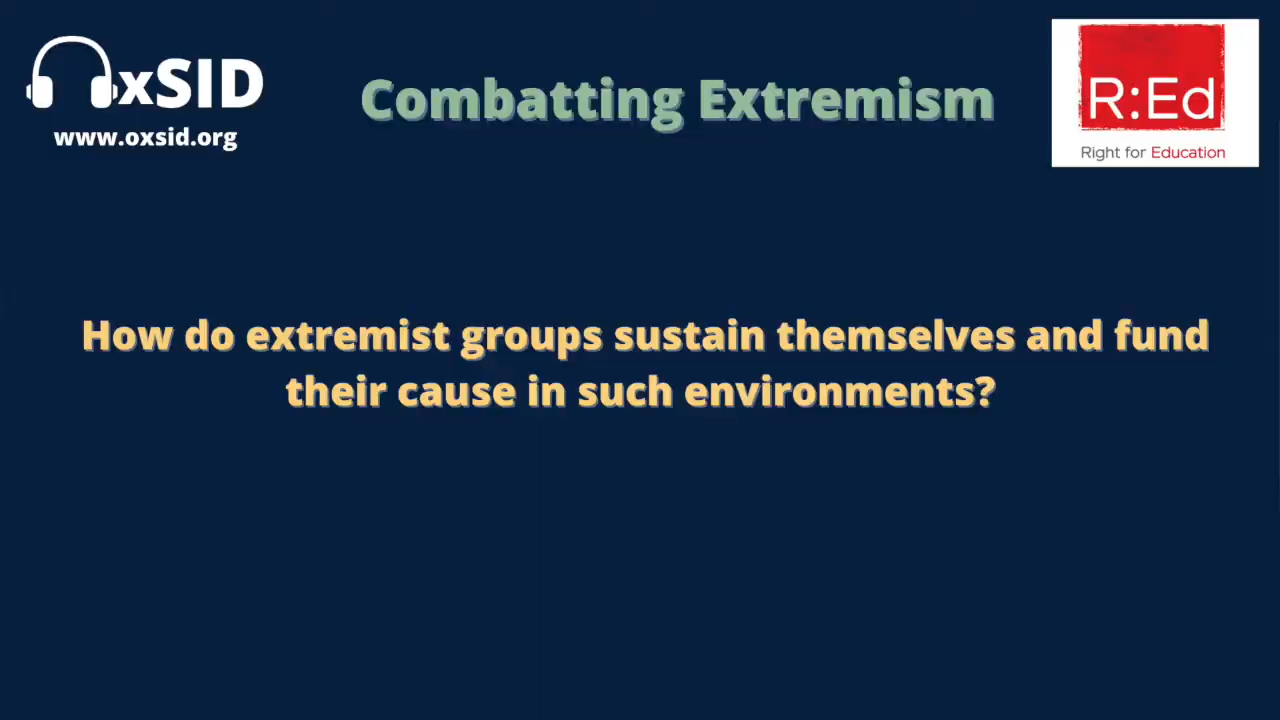 xSID
www.oxsid.org
Combatting Extremism
R:Ed
Right for Education
How do extremist groups sustain themselves and fund
their cause in such environments?